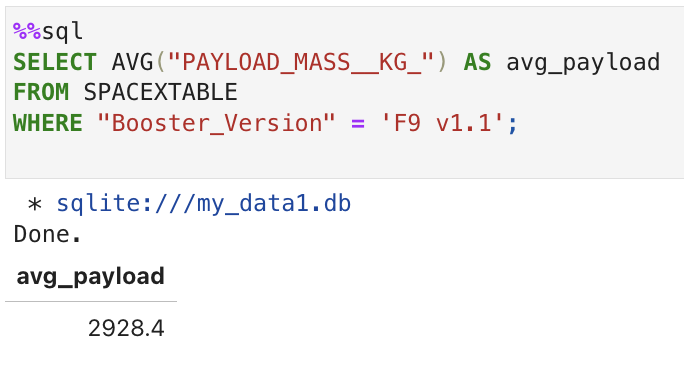 %%sql
SELECT AVG("PAYLOAD_MASS__KG_") AS avg_payload
FROM SPACEXTABLE
WHERE "Booster_Version" = 'F9 v1.1';
* sqlite:///my_data1.db
Done.
avg_payload
2928.4